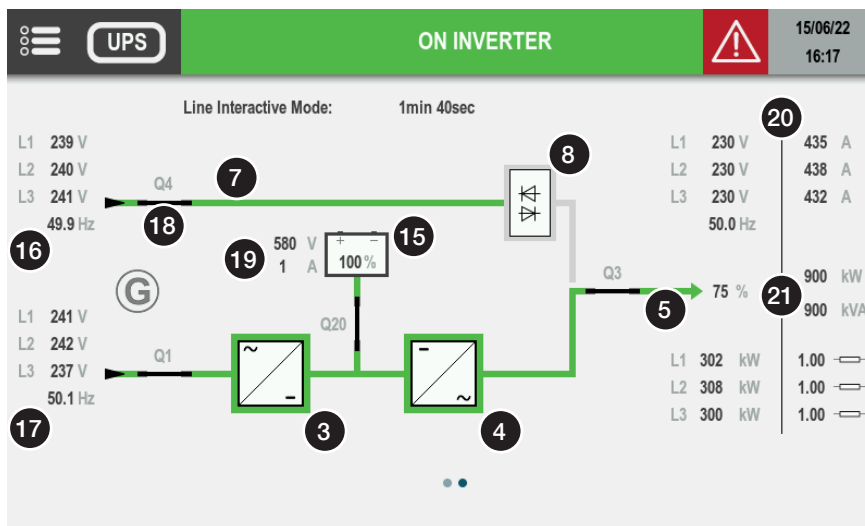 UPS ON INVERTER 15/06/22
16:17
Line Interactive Mode: 1min 40sec
L1 239 V
L2 240 V
L3 241 V
49.9 Hz
16
Q4
18
7
8
L1 230 V
L2 230 V
L3 230 V
50.0 Hz
20
435 A
438 A
432 A
19
580 V
1 A
+ −
100 %
15
G
Q20
Q3
5
75 %
21
900 kW
900 kVA
L1 241 V
L2 242 V
L3 237 V
50.1 Hz
17
Q1
~
−
3
−
~
4
L1 302 kW 1.00
L2 308 kW 1.00
L3 300 kW 1.00